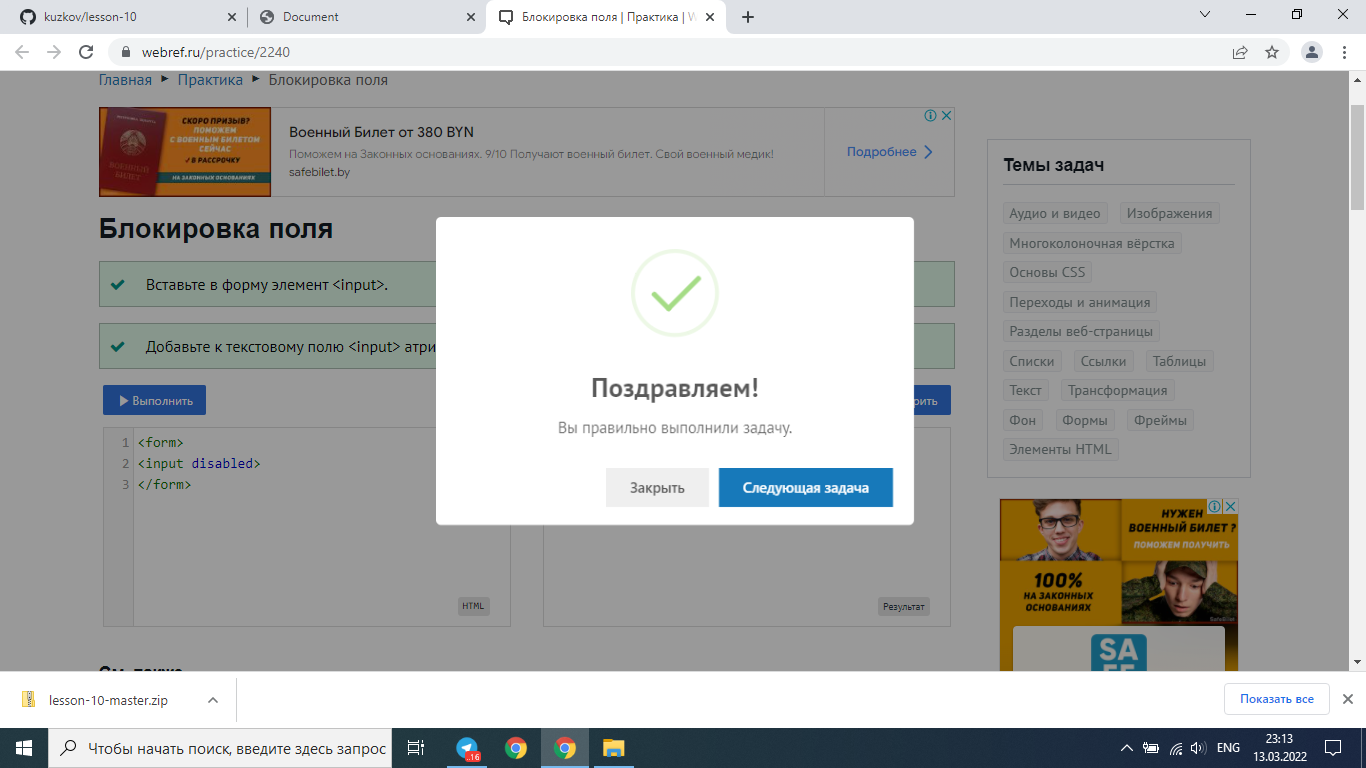 kuzkov/lesson-10
Document
Блокировка поля | Практика | W
webref.ru/practice/2240
Главная ► Практика ► Блокировка поля
СКОРО ПРИЗЫВ?
ПОМОЖЕМ
С ВОЕННЫМ БИЛЕТОМ
СЕЙЧАС
✓ В РАССРОЧКУ
НА ЗАКОННЫХ ОСНОВАНИЯХ
Военный Билет от 380 BYN
Поможем на Законных основаниях. 9/10 Получают военный билет. Свой военный медик!
safebilet.by
Подробнее
Блокировка поля
Вставьте в форму элемент <input>.
Добавьте к текстовому полю <input> атри
Выполнить
рить
1 <form>
2 <input disabled>
3 </form>
HTML
Результат
См. также
Поздравляем!
Вы правильно выполнили задачу.
Закрыть
Следующая задача
Темы задач
Аудио и видео Изображения
Многоколоночная вёрстка
Основы CSS
Переходы и анимация
Разделы веб-страницы
Списки Ссылки Таблицы
Текст Трансформация
Фон Формы Фреймы
Элементы HTML
НУЖЕН
ВОЕННЫЙ БИЛЕТ ?
ПОМОЖЕМ ПОЛУЧИТЬ
100%
НА ЗАКОННЫХ
ОСНОВАНИЯХ
SafeBilet
SA
FE
lesson-10-master.zip
Показать все
Чтобы начать поиск, введите здесь запрос
16
ENG
23:13
13.03.2022